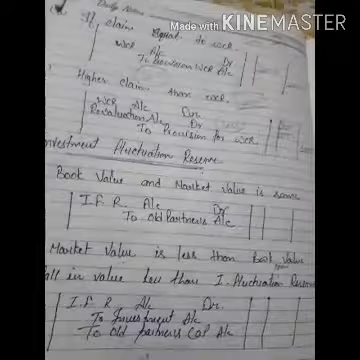 Made with KINEMASTER
If claim equal to WCR
WCR A/c Dr
To Provision WCR A/c
Higher claim than WCR.
WCR A/c Dr.
Revaluation A/c Dr
To Provision for WCR
Investment Fluctuation Reserve
Book Value and Market Value is same
I. F. R. A/c Dr
To Old Partners A/c
Market Value is less than Book Value
fall in value less than I. Fluctuation Reserve
I. F. R A/c Dr.
To Investment A/c
To Old partners Cap A/c